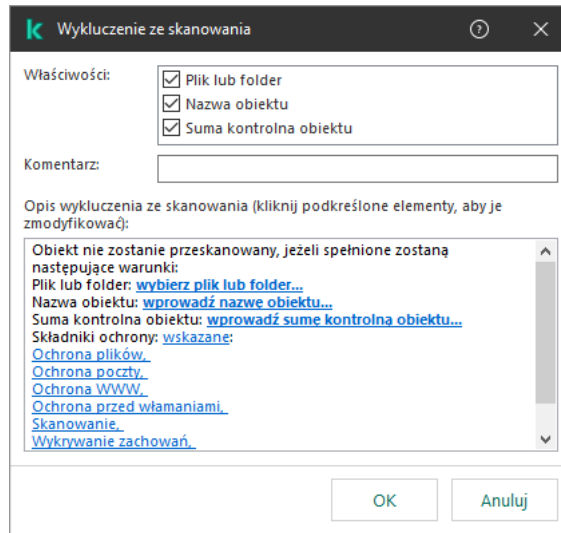 Wykluczenie ze skanowania
Właściwości:
Plik lub folder
Nazwa obiektu
Suma kontrolna obiektu
Komentarz:
Opis wykluczenia ze skanowania (kliknij podkreślone elementy, aby je
zmodyfikować):
Obiekt nie zostanie przeskanowany, jeżeli spełnione zostaną
następujące warunki:
Plik lub folder: wybierz plik lub folder...
Nazwa obiektu: wprowadź nazwę obiektu...
Suma kontrolna obiektu: wprowadź sumę kontrolną obiektu...
Składniki ochrony: wskazane:
Ochrona plików,
Ochrona poczty,
Ochrona WWW,
Ochrona przed włamaniami,
Skanowanie,
Wykrywanie zachowań,
OK Anuluj